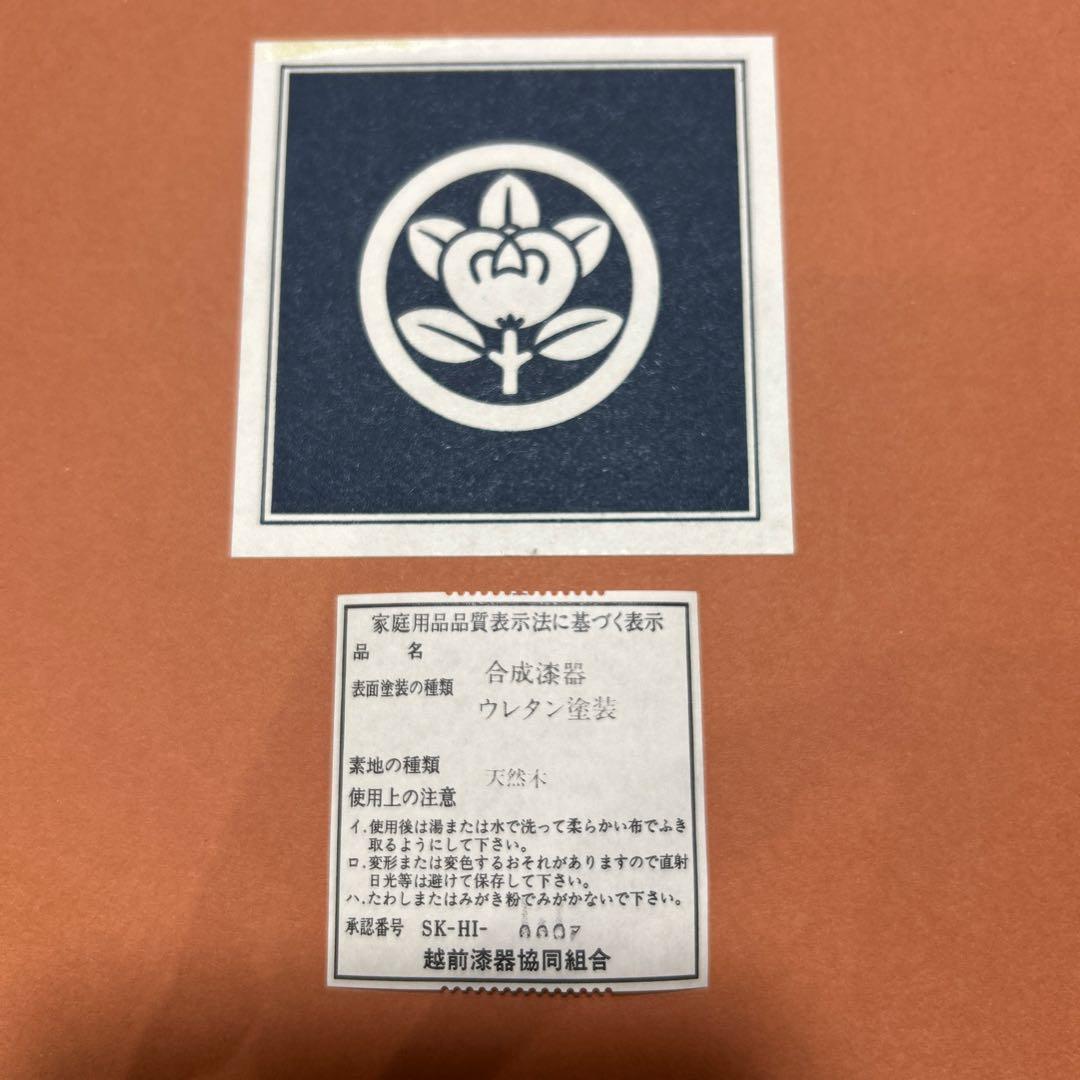 家庭用品品質表示法に基づく表示
品 名 合成漆器
表面塗装の種類 ウレタン塗装
素地の種類 天然木
使用上の注意
イ.使用後は湯または水で洗って柔らかい布でふき
取るようにして下さい。
ロ.変形または変色するおそれがありますので直射
日光等は避けて保存して下さい。
ハ.たわしまたはみがき粉でみがかないで下さい。
承認番号 SK-HI-
越前漆器協同組合